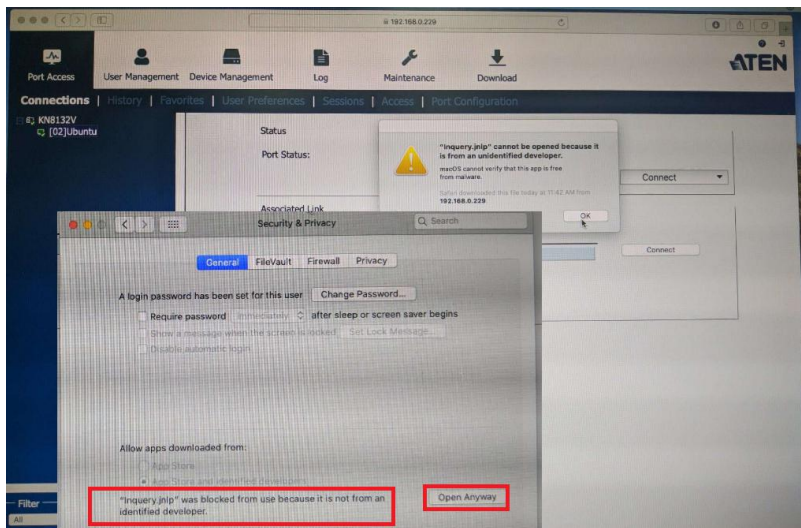 192.168.0.229
Port Access
User Management
Device Management
Log
Maintenance
Download
ATEN
Connections | History | Favorites | User Preferences | Sessions | Access | Port Configuration
KN8132V
[02]Ubuntu
Status
Port Status:
Associated Link
"Inquery.jnlp" cannot be opened because it
is from an unidentified developer.
macOS cannot verify that this app is free
from malware.
Safari downloaded this file today at 11:42 AM from
192.168.0.229
OK
Connect
Connect
Security & Privacy
Search
General
FileVault
Firewall
Privacy
A login password has been set for this user
Change Password...
Require password
immediately
after sleep or screen saver begins
Show a message when the screen is locked
Set Lock Message...
Disable automatic login
Allow apps downloaded from:
App Store
App Store and identified developers
"Inquery.jnlp" was blocked from use because it is not from an
identified developer.
Open Anyway
Filter
All